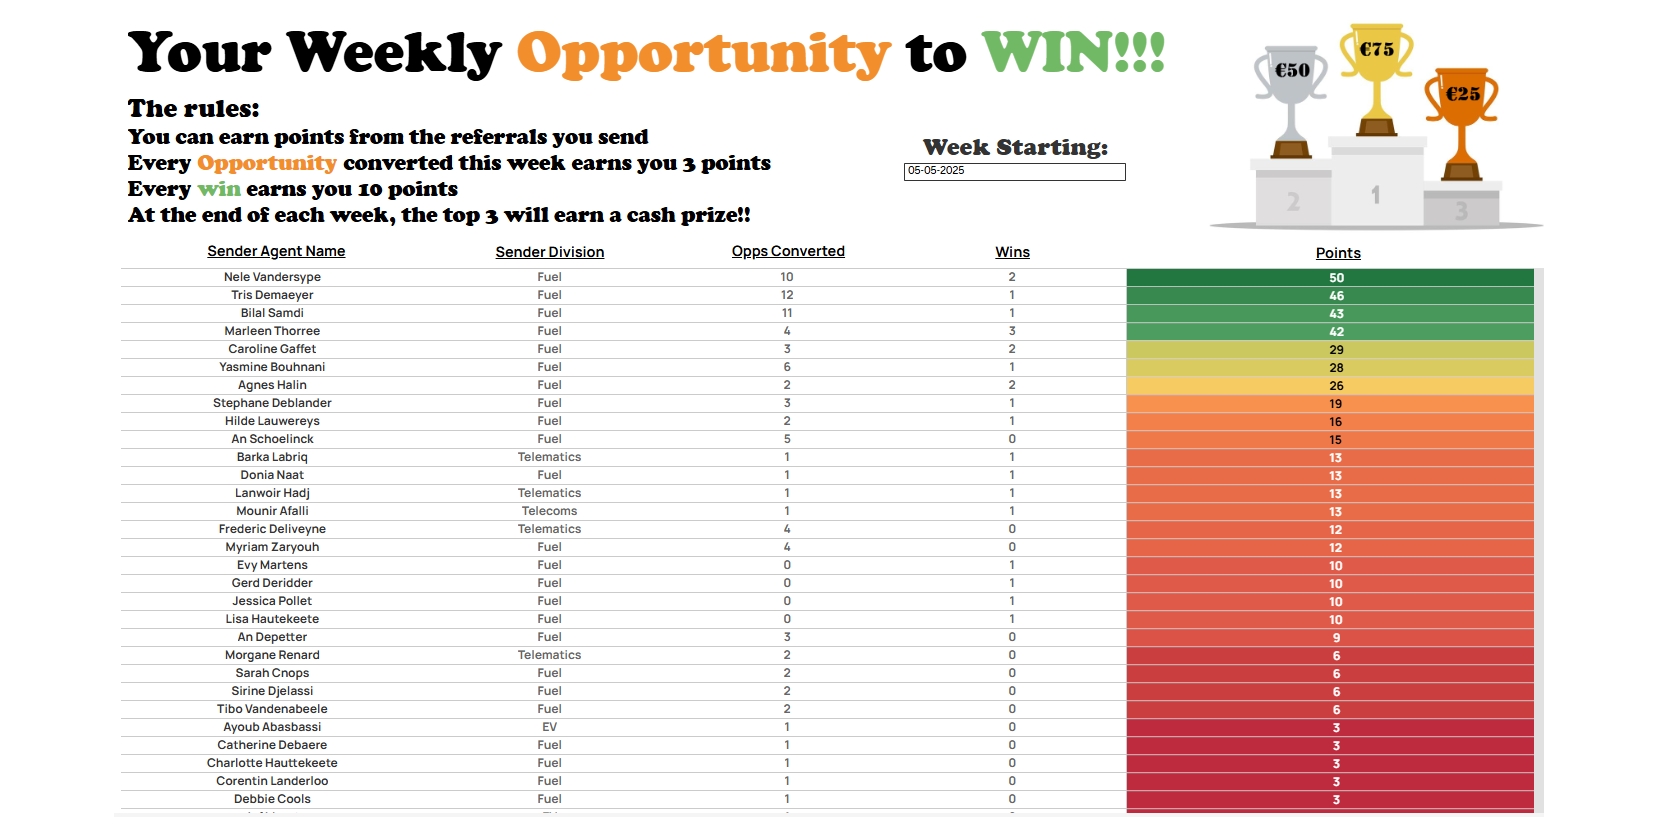 Your Weekly Opportunity to WIN!!!
€50
€75
€25
2
1
3
The rules:
You can earn points from the referrals you send
Every Opportunity converted this week earns you 3 points
Every win earns you 10 points
At the end of each week, the top 3 will earn a cash prize!!
Week Starting:
05-05-2025
Sender Agent Name Sender Division Opps Converted Wins Points
Nele Vandersype Fuel 10 2 50
Tris Demaeyer Fuel 12 1 46
Bilal Samdi Fuel 11 1 43
Marleen Thorree Fuel 4 3 42
Caroline Gaffet Fuel 3 2 29
Yasmine Bouhnani Fuel 6 1 28
Agnes Halin Fuel 2 2 26
Stephane Deblander Fuel 3 1 19
Hilde Lauwereys Fuel 2 1 16
An Schoelinck Fuel 5 0 15
Barka Labriq Telematics 1 1 13
Donia Naat Fuel 1 1 13
Lanwoir Hadj Telematics 1 1 13
Mounir Afalli Telecoms 1 1 13
Frederic Deliveyne Telematics 4 0 12
Myriam Zaryouh Fuel 4 0 12
Evy Martens Fuel 0 1 10
Gerd Deridder Fuel 0 1 10
Jessica Pollet Fuel 0 1 10
Lisa Hautekeete Fuel 0 1 10
An Depetter Fuel 3 0 9
Morgane Renard Telematics 2 0 6
Sarah Cnops Fuel 2 0 6
Sirine Djelassi Fuel 2 0 6
Tibo Vandenabeele Fuel 2 0 6
Ayoub Abasbassi EV 1 0 3
Catherine Debaere Fuel 1 0 3
Charlotte Hauttekeete Fuel 1 0 3
Corentin Landerloo Fuel 1 0 3
Debbie Cools Fuel 1 0 3